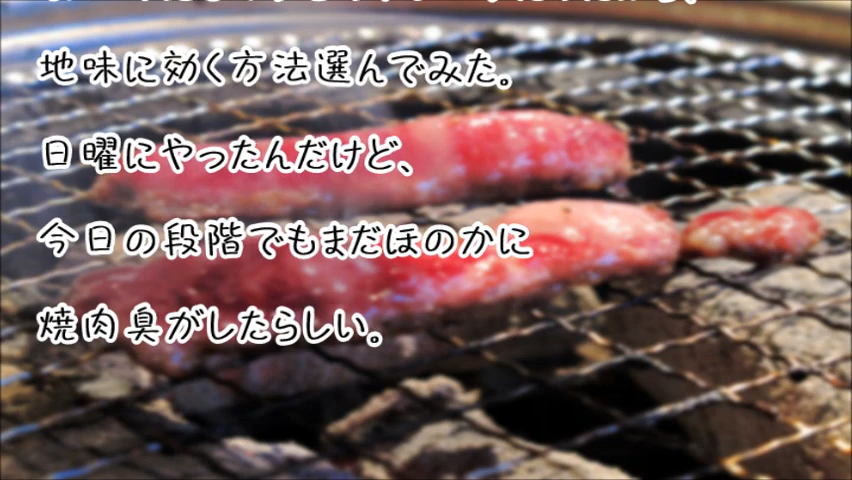 地味に効く方法選んでみた。
日曜にやったんだけど、
今日の段階でもまだほのかに
焼肉臭がしたらしい。